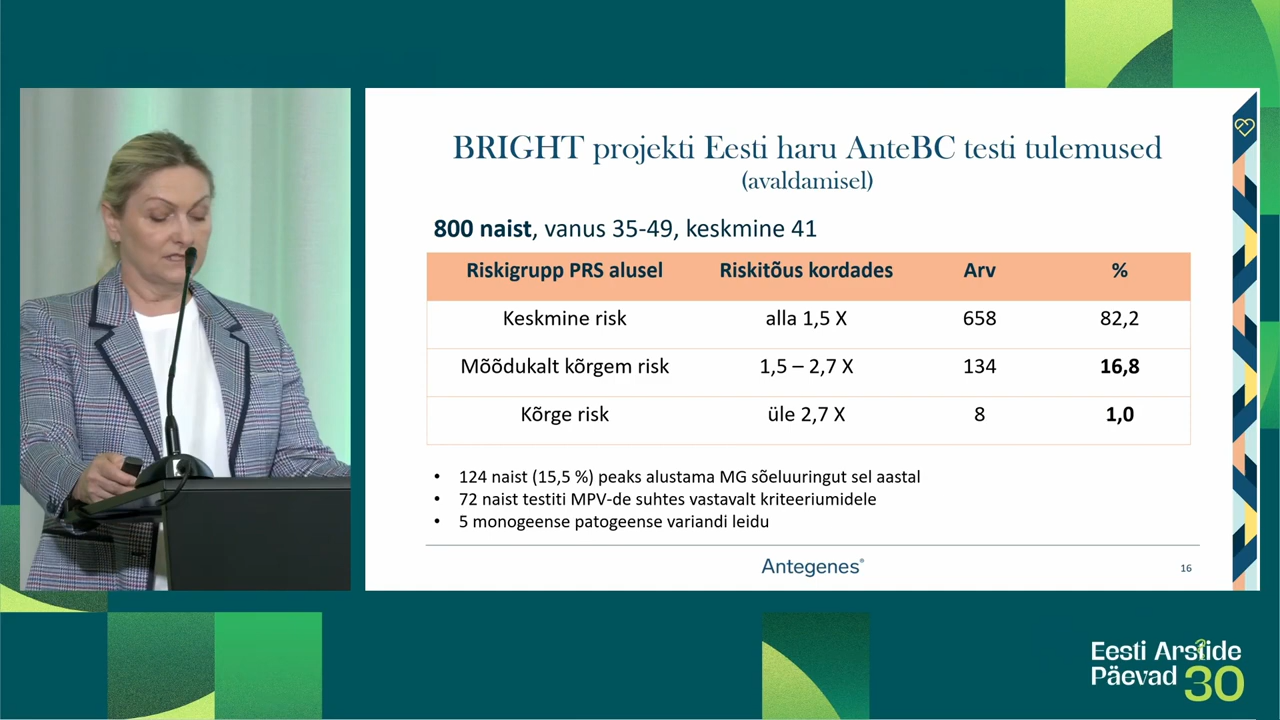 BRIGHT projekti Eesti haru AnteBC testi tulemused
(avaldamisel)
800 naist, vanus 35-49, keskmine 41
Riskigrupp PRS alusel Riskitõus kordades Arv %
Keskmine risk alla 1,5 X 658 82,2
Mõõdukalt kõrgem risk 1,5 – 2,7 X 134 16,8
Kõrge risk üle 2,7 X 8 1,0
• 124 naist (15,5 %) peaks alustama MG sõeluuringut sel aastal
• 72 naist testiti MPV-de suhtes vastavalt kriteeriumidele
• 5 monogeense patogeense variandi leidu
Antegenes®
16
Eesti Arstide
Päevad 30